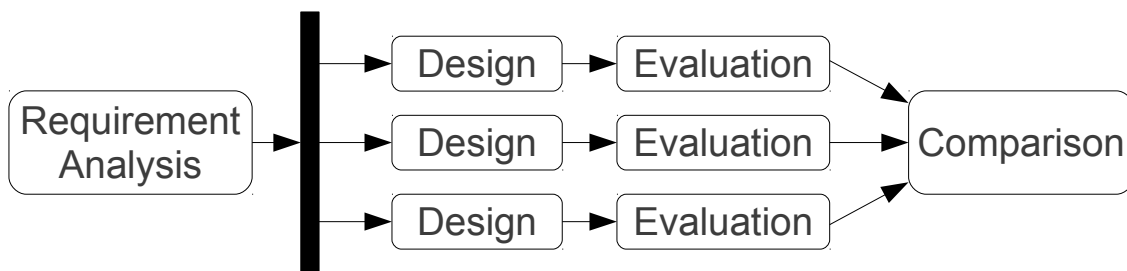 Requirement
Analysis
Design
Evaluation
Design
Evaluation
Comparison
Design
Evaluation